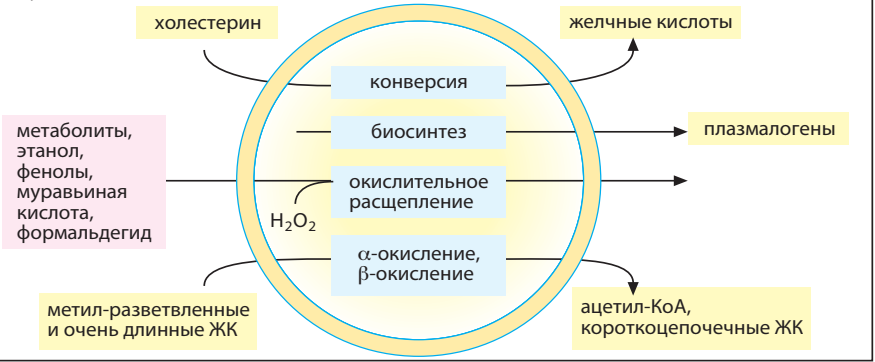 холестерин
желчные кислоты
конверсия
биосинтез
плазмалогены
метаболиты,
этанол,
фенолы,
муравьиная
кислота,
формальдегид
окислительное
расщепление
H₂O₂
α-окисление,
β-окисление
метил-разветвленные
и очень длинные ЖК
ацетил-КоА,
короткоцепочечные ЖК